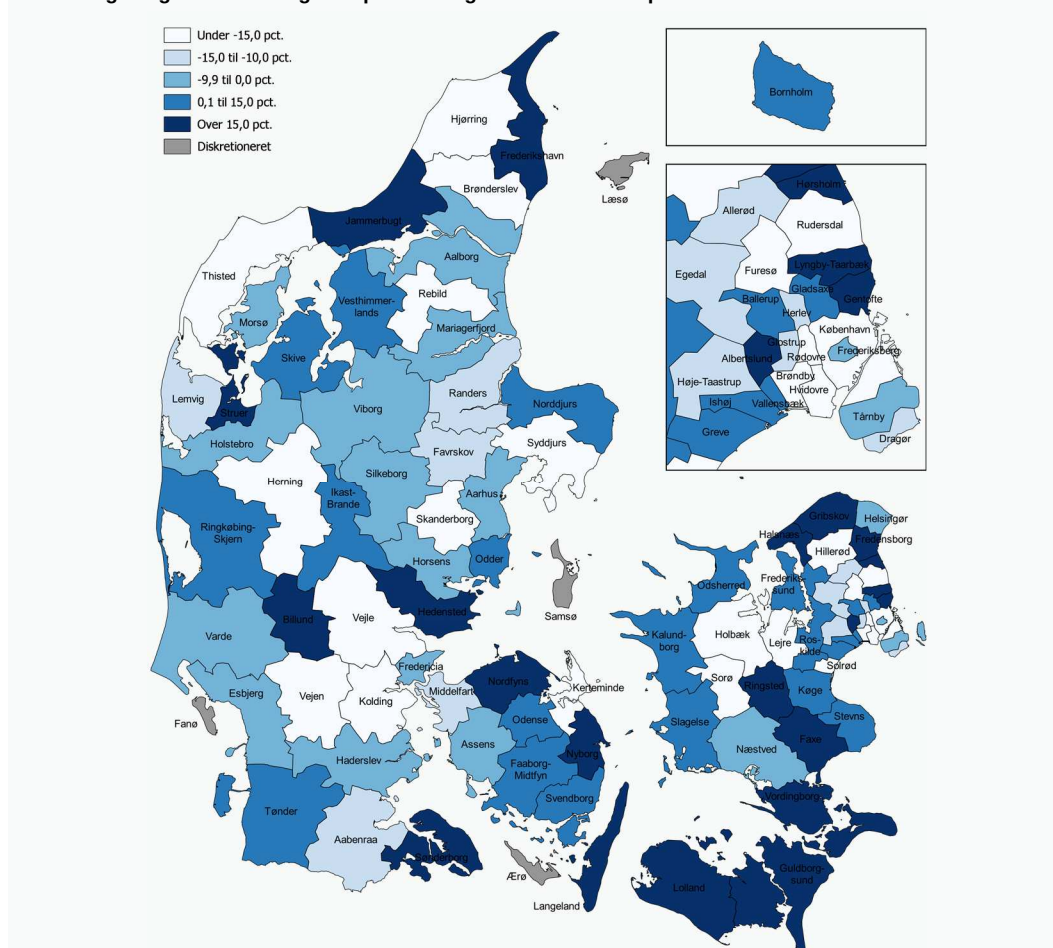 Under -15,0 pct.
-15,0 til -10,0 pct.
-9,9 til 0,0 pct.
0,1 til 15,0 pct.
Over 15,0 pct.
Diskretioneret
Hjørring
Frederikshavn
Læsø
Brønderslev
Jammerbugt
Aalborg
Thisted
Rebild
Vesthimmer-
lands
Morsø
Mariagerfjord
Skive
Lemvig
Struer
Viborg
Randers
Norddjurs
Holstebro
Syddjurs
Favrskov
Silkeborg
Herning
Ikast-
Brande
Aarhus
Skanderborg
Ringkøbing-
Skjern
Horsens
Odder
Samsø
Billund
Vejle
Hedensted
Varde
Fredericia
Esbjerg
Vejen
Kolding
Middelfart
Nordfyns
Kerteminde
Fanø
Odense
Assens
Nyborg
Haderslev
Faaborg-
Midtfyn
Svendborg
Tønder
Aabenraa
Sønderborg
Ærø
Langeland
Bornholm
Hørsholm
Allerød
Rudersdal
Egedal
Furesø
Lyngby-Taarbæk
Gladsaxe
Ballerup
Gentofte
Herlev
København
Glostrup
Frederiksberg
Albertslund
Rødovre
Høje-Taastrup
Brøndby
Hvidovre
Ishøj
Vallensbæk
Tårnby
Greve
Dragør
Gribskov
Helsingør
Halsnæs
Fredensborg
Hillerød
Odsherred
Frederiks-
sund
Kalund-
borg
Holbæk
Lejre
Ros-
kilde
Solrød
Sorø
Ringsted
Køge
Slagelse
Stevns
Næstved
Faxe
Vordingborg
Lolland
Guldborg-
sund